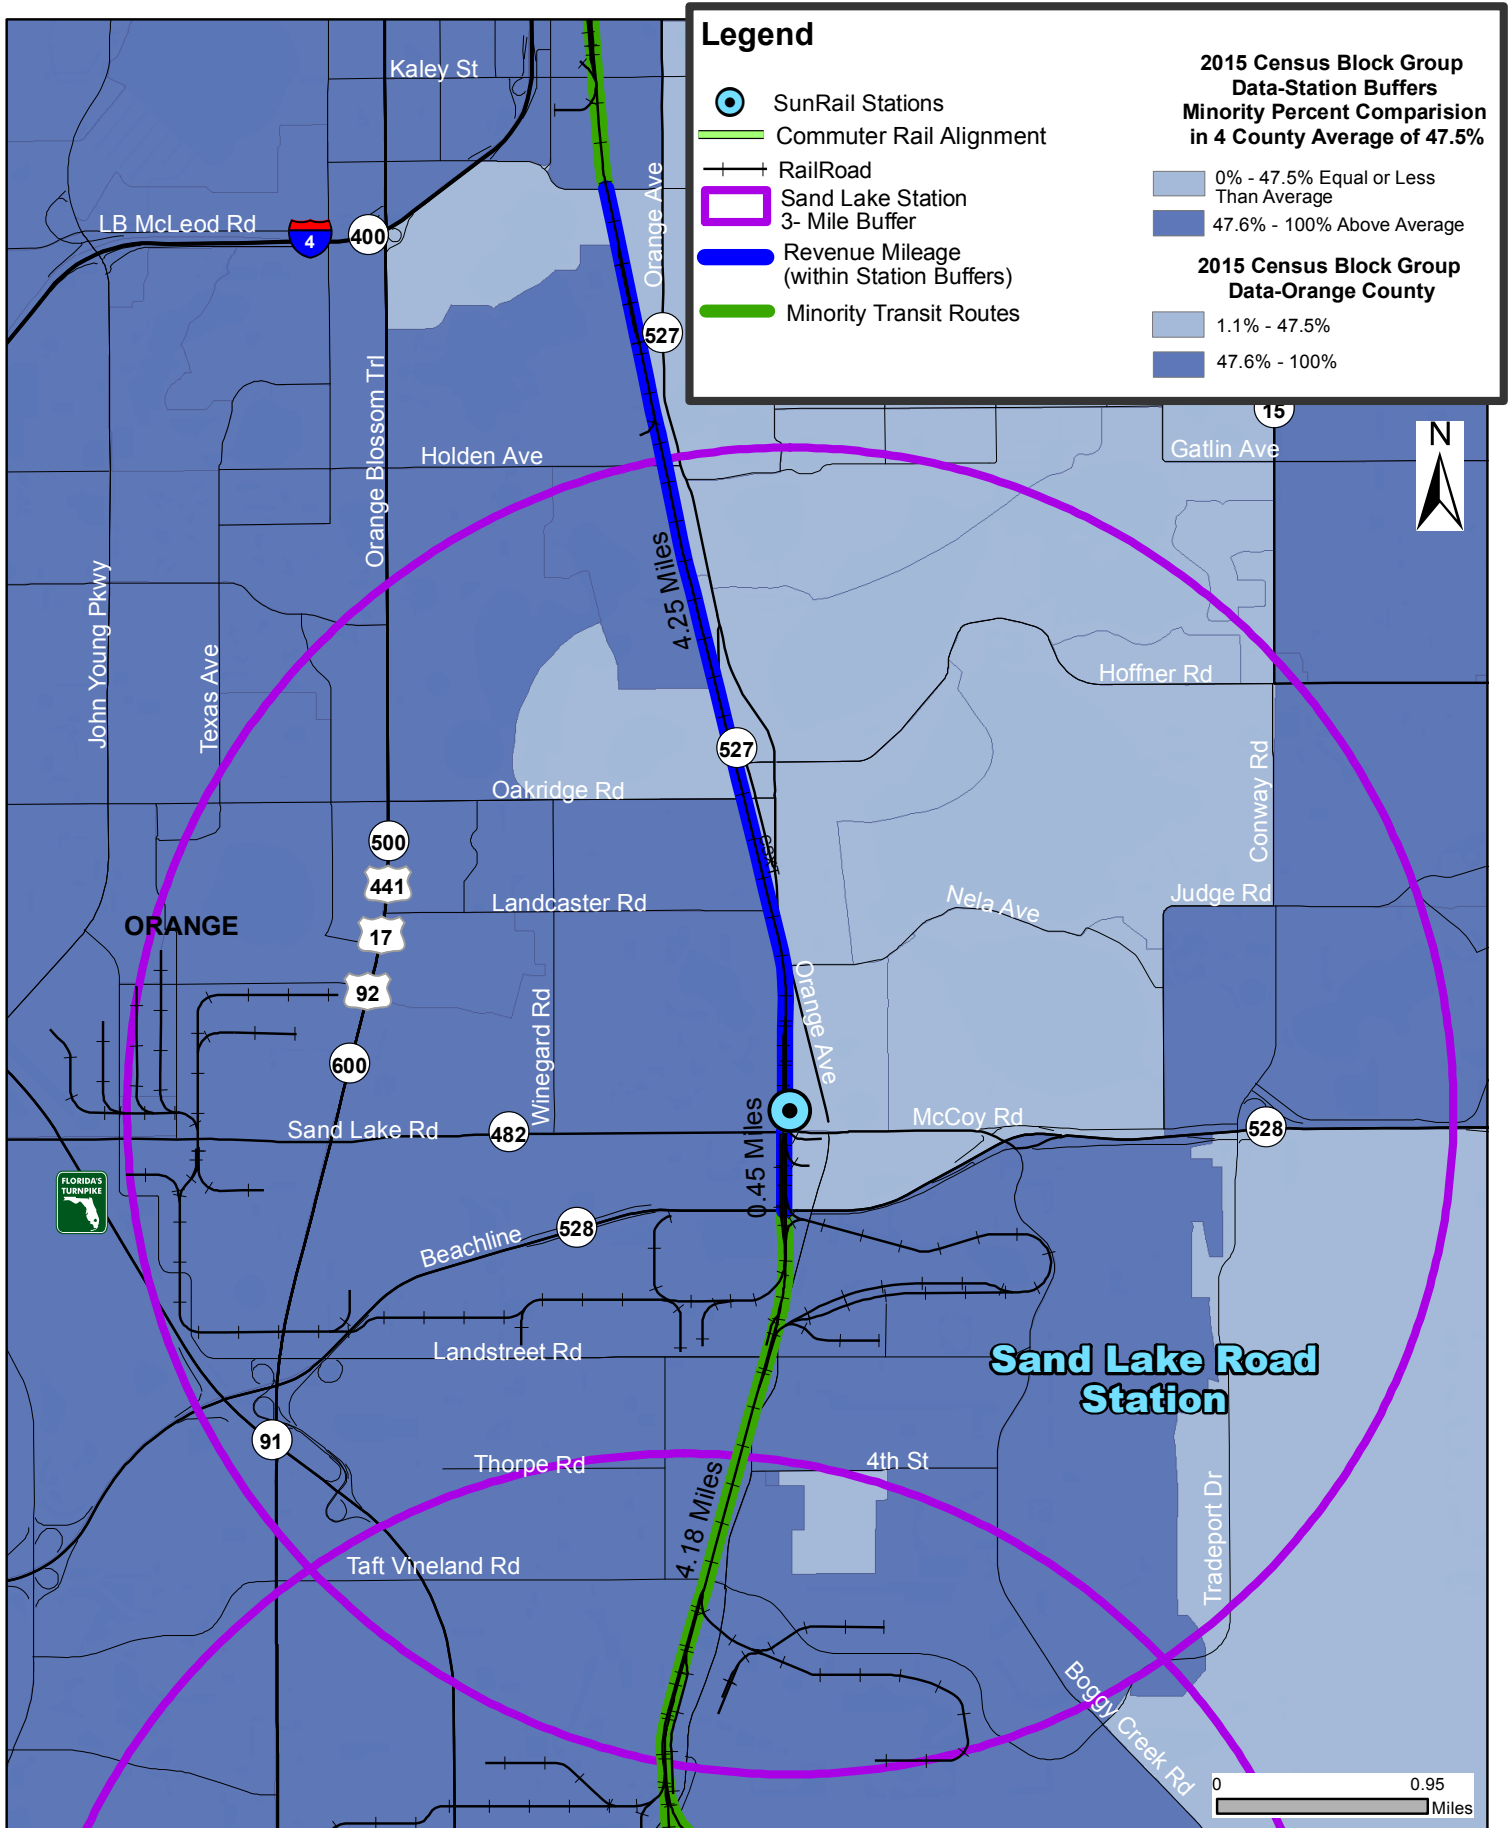 Legend
SunRail Stations
Commuter Rail Alignment
RailRoad
Sand Lake Station
3- Mile Buffer
Revenue Mileage
(within Station Buffers)
Minority Transit Routes
2015 Census Block Group
Data-Station Buffers
Minority Percent Comparision
in 4 County Average of 47.5%
0% - 47.5% Equal or Less
Than Average
47.6% - 100% Above Average
2015 Census Block Group
Data-Orange County
1.1% - 47.5%
47.6% - 100%
Kaley St
Orange Ave
LB McLeod Rd
4
400
527
15
N
Orange Blossom Trl
Holden Ave
Gatlin Ave
4.25 Miles
John Young Pkwy
Texas Ave
Hoffner Rd
527
Conway Rd
Oakridge Rd
500
441
Landcaster Rd
Nela Ave
Judge Rd
ORANGE
17
92
Orange Ave
Winegard Rd
600
Sand Lake Rd
482
0.45 Miles
McCoy Rd
528
FLORIDA'S
TURNPIKE
Beachline
528
Landstreet Rd
Sand Lake Road
Station
91
Thorpe Rd
4th St
4.18 Miles
Tradeport Dr
Taft Vineland Rd
Boggy Creek Rd
0
0.95
Miles